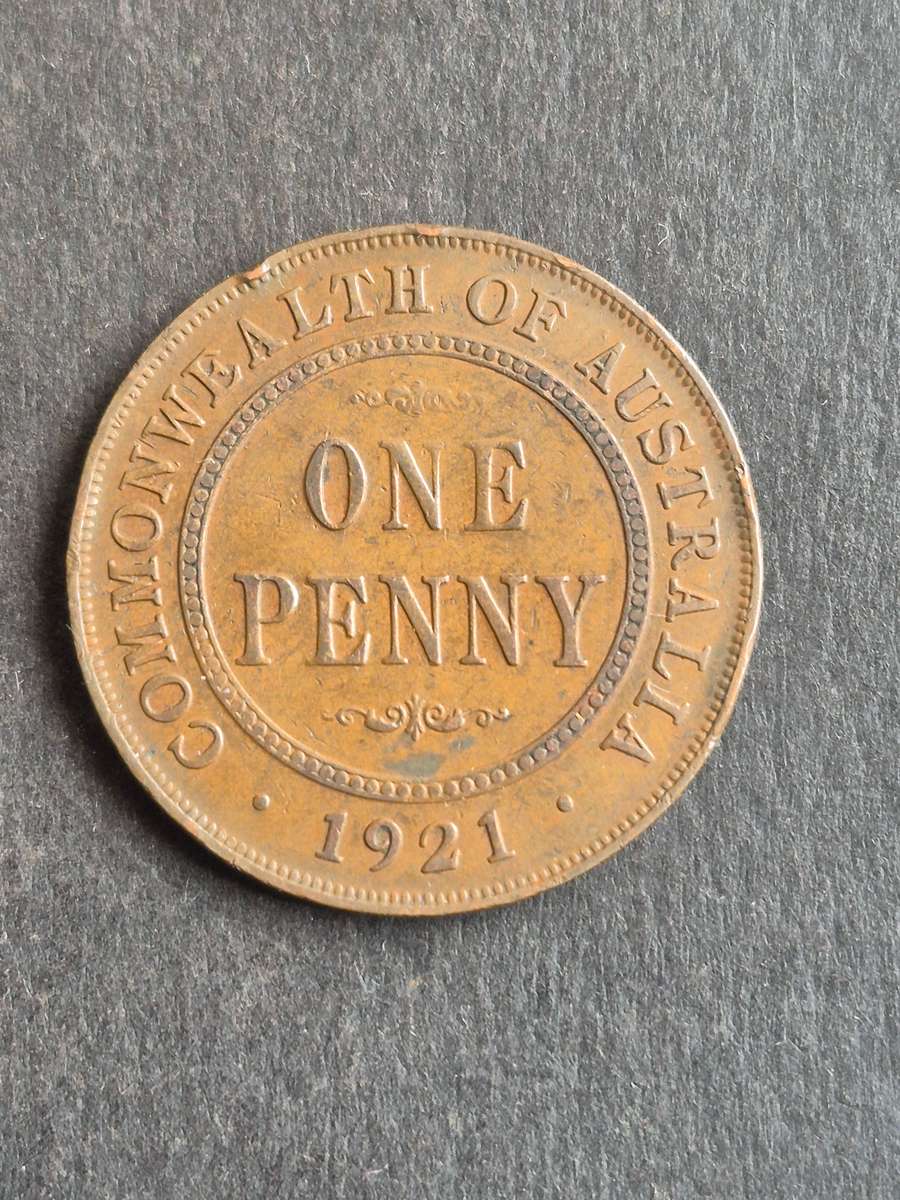 COMMONWEALTH OF AUSTRALIA
ONE
PENNY
· 1921 ·